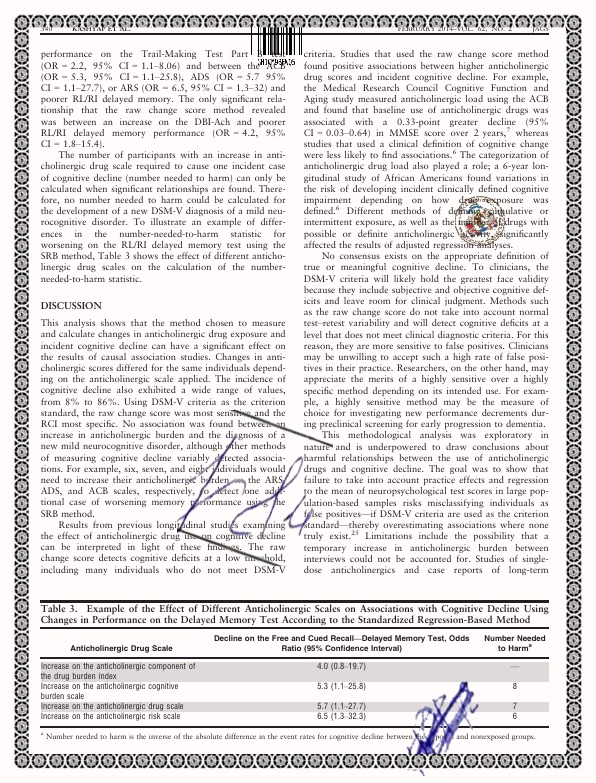 340 KASHYAP ET AL. FEBRUARY 2014–VOL. 62, NO. 2 JAGS
performance on the Trail-Making Test Part B
(OR = 2.2, 95% CI = 1.1–8.06) and between the ACB
(OR = 5.3, 95% CI = 1.1–25.8), ADS (OR = 5.7 95%
CI = 1.1–27.7), or ARS (OR = 6.5, 95% CI = 1.3–32) and
poorer RL/RI delayed memory. The only significant rela-
tionship that the raw change score method revealed
was between an increase on the DBI-Ach and poorer
RL/RI delayed memory performance (OR = 4.2, 95%
CI = 1.8–15.4).
The number of participants with an increase in anti-
cholinergic drug scale required to cause one incident case
of cognitive decline (number needed to harm) can only be
calculated when significant relationships are found. There-
fore, no number needed to harm could be calculated for
the development of a new DSM-V diagnosis of a mild neu-
rocognitive disorder. To illustrate an example of differ-
ences in the number-needed-to-harm statistic for
worsening on the RL/RI delayed memory test using the
SRB method, Table 3 shows the effect of different anticho-
linergic drug scales on the calculation of the number-
needed-to-harm statistic.
DISCUSSION
This analysis shows that the method chosen to measure
and calculate changes in anticholinergic drug exposure and
incident cognitive decline can have a significant effect on
the results of causal association studies. Changes in anti-
cholinergic scores differed for the same individuals depend-
ing on the anticholinergic scale applied. The incidence of
cognitive decline also exhibited a wide range of values,
from 8% to 86%. Using DSM-V criteria as the criterion
standard, the raw change score was most sensitive and the
RCI most specific. No association was found between an
increase in anticholinergic burden and the diagnosis of a
new mild neurocognitive disorder, although other methods
of measuring cognitive decline variably detected associa-
tions. For example, six, seven, and eight individuals would
need to increase their anticholinergic burden on the ARS,
ADS, and ACB scales, respectively, to detect one addi-
tional case of worsening memory performance using the
SRB method.
Results from previous longitudinal studies examining
the effect of anticholinergic drug use on cognitive decline
can be interpreted in light of these findings. The raw
change score detects cognitive deficits at a low threshold,
including many individuals who do not meet DSM-V
criteria. Studies that used the raw change score method
found positive associations between higher anticholinergic
drug scores and incident cognitive decline. For example,
the Medical Research Council Cognitive Function and
Aging study measured anticholinergic load using the ACB
and found that baseline use of anticholinergic drugs was
associated with a 0.33-point greater decline (95%
CI = 0.03–0.64) in MMSE score over 2 years,7 whereas
studies that used a clinical definition of cognitive change
were less likely to find associations.6 The categorization of
anticholinergic drug load also played a role; a 6-year lon-
gitudinal study of African Americans found variations in
the risk of developing incident clinically defined cognitive
impairment depending on how drug exposure was
defined.6 Different methods of defining cumulative or
intermittent exposure, as well as the drugs with
possible or definite anticholinergic activity, significantly
affected the results of adjusted regression analyses.
No consensus exists on the appropriate definition of
true or meaningful cognitive decline. To clinicians, the
DSM-V criteria will likely hold the greatest face validity
because they include subjective and objective cognitive def-
icits and leave room for clinical judgment. Methods such
as the raw change score do not take into account normal
test–retest variability and will detect cognitive deficits at a
level that does not meet clinical diagnostic criteria. For this
reason, they are more sensitive to false positives. Clinicians
may be unwilling to accept such a high rate of false posi-
tives in their practice. Researchers, on the other hand, may
appreciate the merits of a highly sensitive over a highly
specific method depending on its intended use. For exam-
ple, a highly sensitive method may be the measure of
choice for investigating new performance decrements dur-
ing preclinical screening for early progression to dementia.
This methodological analysis was exploratory in
nature and is underpowered to draw conclusions about
harmful relationships between the use of anticholinergic
drugs and cognitive decline. The goal was to show that
failure to take into account practice effects and regression
to the mean of neuropsychological test scores in large pop-
ulation-based samples risks misclassifying individuals as
false positives—if DSM-V criteria are used as the criterion
standard—thereby overestimating associations where none
truly exist.25 Limitations include the possibility that a
temporary increase in anticholinergic burden between
interviews could not be accounted for. Studies of single-
dose anticholinergics and case reports of long-term
Table 3. Example of the Effect of Different Anticholinergic Scales on Associations with Cognitive Decline Using
Changes in Performance on the Delayed Memory Test According to the Standardized Regression-Based Method
Anticholinergic Drug Scale
Decline on the Free and Cued Recall—Delayed Memory Test, Odds
Ratio (95% Confidence Interval)
Number Needed
to Harma
Increase on the anticholinergic component of
the drug burden index 4.0 (0.8–19.7) —
Increase on the anticholinergic cognitive
burden scale 5.3 (1.1–25.8) 8
Increase on the anticholinergic drug scale 5.7 (1.1–27.7) 7
Increase on the anticholinergic risk scale 6.5 (1.3–32.3) 6
a Number needed to harm is the inverse of the absolute difference in the event rates for cognitive decline between the and nonexposed groups.